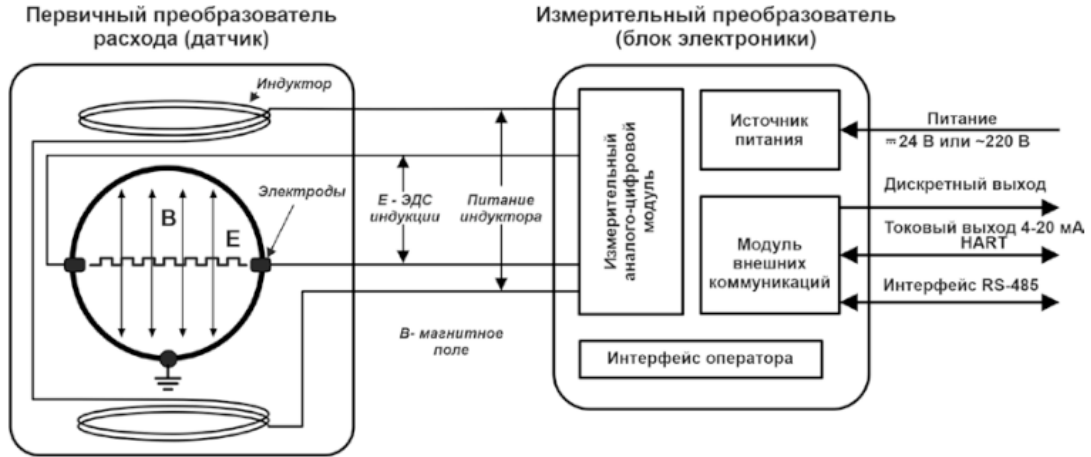 Первичный преобразователь
расхода (датчик)
Измерительный преобразователь
(блок электроники)
Индуктор
Электроды
B
E
E - ЭДС
индукции
Питание
индуктора
B- магнитное
поле
Измерительный
аналого-цифровой
модуль
Источник
питания
Модуль
внешних
коммуникаций
Интерфейс оператора
Питание
=24 В или ~220 В
Дискретный выход
Токовый выход 4-20 мА
HART
Интерфейс RS-485